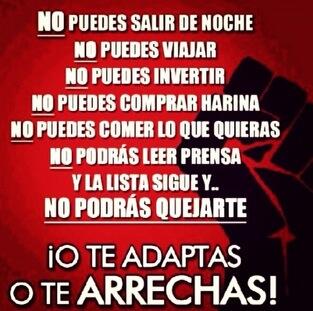 NO PUEDES SALIR DE NOCHE
NO PUEDES VIAJAR
NO PUEDES INVERTIR
NO PUEDES COMPRAR HARINA
NO PUEDES COMER LO QUE QUIERAS
NO PODRÁS LEER PRENSA
Y LA LISTA SIGUE Y..
NO PODRÁS QUEJARTE
¡O TE ADAPTAS
O TE ARRECHAS!